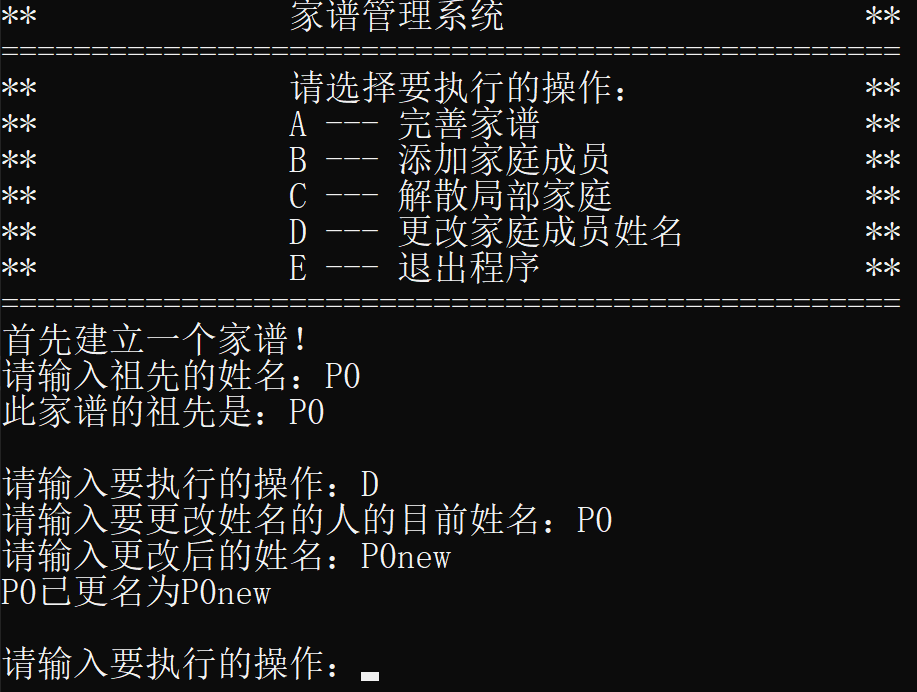 ** 家谱管理系统 **
==================================================
** 请选择要执行的操作： **
** A --- 完善家谱 **
** B --- 添加家庭成员 **
** C --- 解散局部家庭 **
** D --- 更改家庭成员姓名 **
** E --- 退出程序 **
==================================================
首先建立一个家谱！
请输入祖先的姓名：P0
此家谱的祖先是：P0
请输入要执行的操作：D
请输入要更改姓名的人的目前姓名：P0
请输入更改后的姓名：P0new
P0已更名为P0new
请输入要执行的操作：